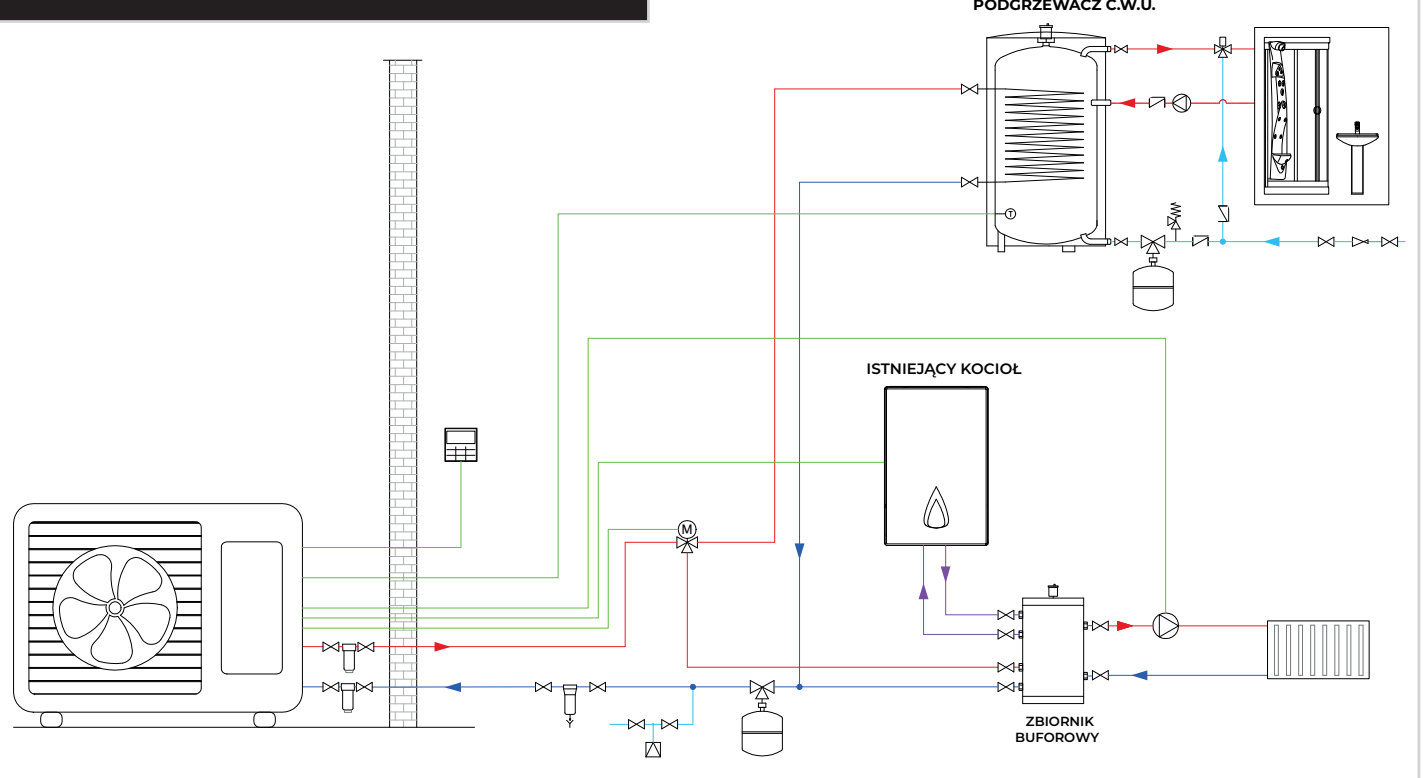 PODGRZEWACZ C.W.U.
T
ISTNIEJĄCY KOCIOŁ
M
ZBIORNIK
BUFOROWY